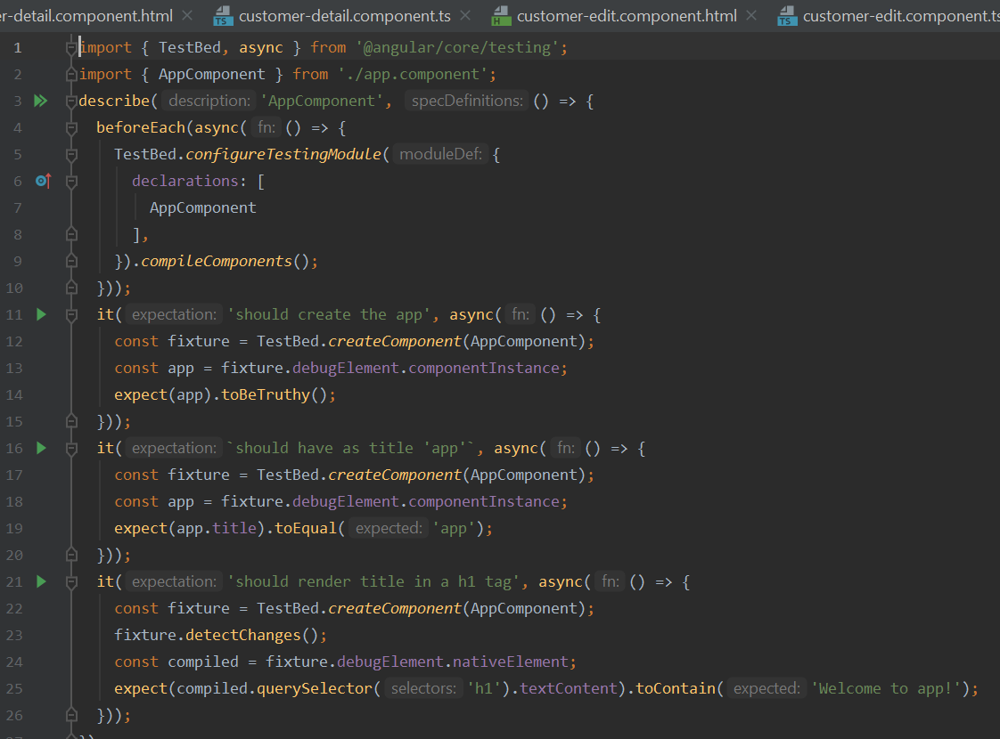 er-detail.component.html customer-detail.component.ts customer-edit.component.html customer-edit.component.ts
1 import { TestBed, async } from '@angular/core/testing';
2 import { AppComponent } from './app.component';
3 describe( description: 'AppComponent', specDefinitions: () => {
4 beforeEach(async( fn: () => {
5 TestBed.configureTestingModule( moduleDef: {
6 declarations: [
7 AppComponent
8 ],
9 }).compileComponents();
10 }));
11 it( expectation: 'should create the app', async( fn: () => {
12 const fixture = TestBed.createComponent(AppComponent);
13 const app = fixture.debugElement.componentInstance;
14 expect(app).toBeTruthy();
15 }));
16 it( expectation: `should have as title 'app'`, async( fn: () => {
17 const fixture = TestBed.createComponent(AppComponent);
18 const app = fixture.debugElement.componentInstance;
19 expect(app.title).toEqual( expected: 'app');
20 }));
21 it( expectation: 'should render title in a h1 tag', async( fn: () => {
22 const fixture = TestBed.createComponent(AppComponent);
23 fixture.detectChanges();
24 const compiled = fixture.debugElement.nativeElement;
25 expect(compiled.querySelector( selectors: 'h1').textContent).toContain( expected: 'Welcome to app!');
26 }));